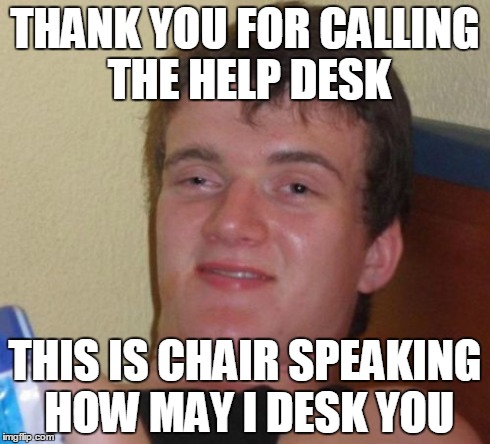 THANK YOU FOR CALLING
THE HELP DESK
THIS IS CHAIR SPEAKING
HOW MAY I DESK YOU
imgflip.com